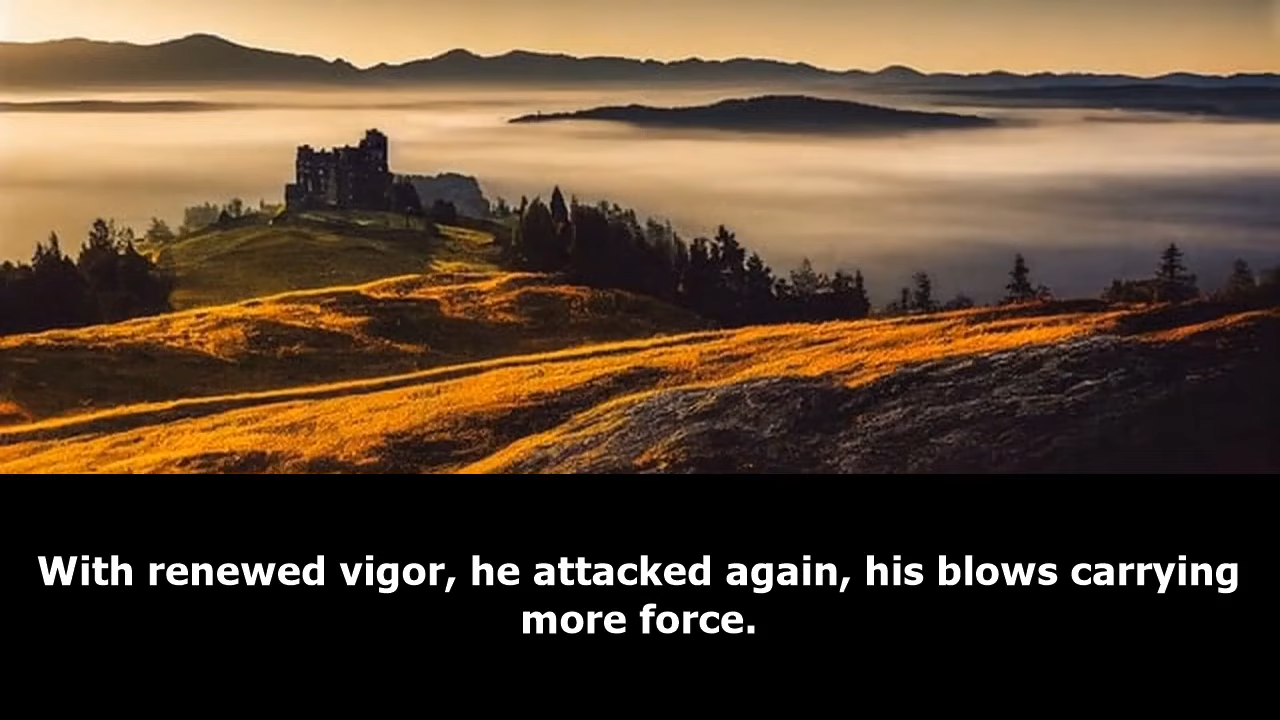 With renewed vigor, he attacked again, his blows carrying
more force.